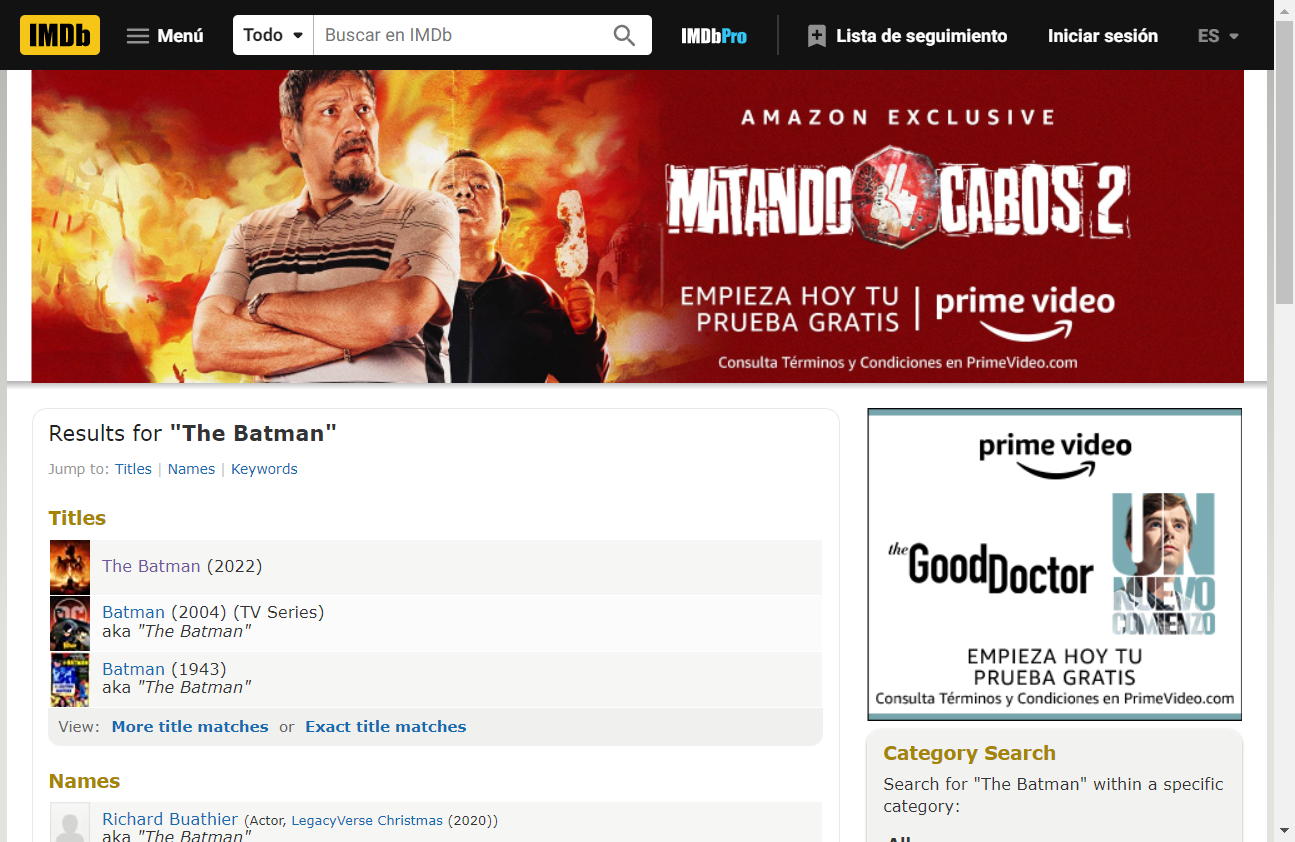 IMDb
Menú
Todo
Buscar en IMDb
IMDbPro
Lista de seguimiento
Iniciar sesión
ES
AMAZON EXCLUSIVE
MATANDO CABOS 2
EMPIEZA HOY TU
PRUEBA GRATIS
prime video
Consulta Términos y Condiciones en PrimeVideo.com
Results for "The Batman"
Jump to: Titles | Names | Keywords
Titles
The Batman (2022)
Batman (2004) (TV Series)
aka "The Batman"
Batman (1943)
aka "The Batman"
View: More title matches or Exact title matches
Names
Richard Buathier (Actor, LegacyVerse Christmas (2020))
aka "The Batman"
prime video
the Good Doctor
UN
NUEVO
COMIENZO
EMPIEZA HOY TU
PRUEBA GRATIS
Consulta Términos y Condiciones en PrimeVideo.com
Category Search
Search for "The Batman" within a specific
category:
All